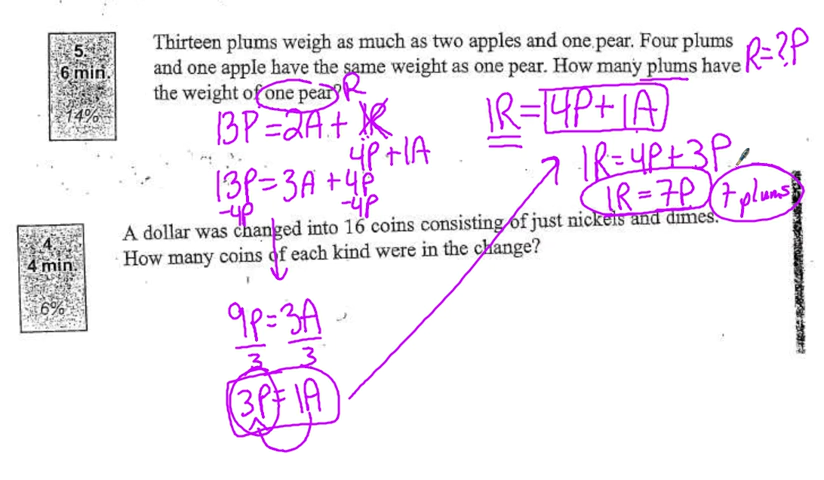 5.
6 min.
14%
Thirteen plums weigh as much as two apples and one pear. Four plums
and one apple have the same weight as one pear. How many plums have
the weight of one pear?
R=?P
R
13P=2A+1R
4P+1A
13P=3A+4P
-4P -4P
1R=4P+1A
1R=4P+3P
1R=7P
7 plums
4.
4 min.
6%
A dollar was changed into 16 coins consisting of just nickels and dimes.
How many coins of each kind were in the change?
9P=3A
3 3
3P=1A